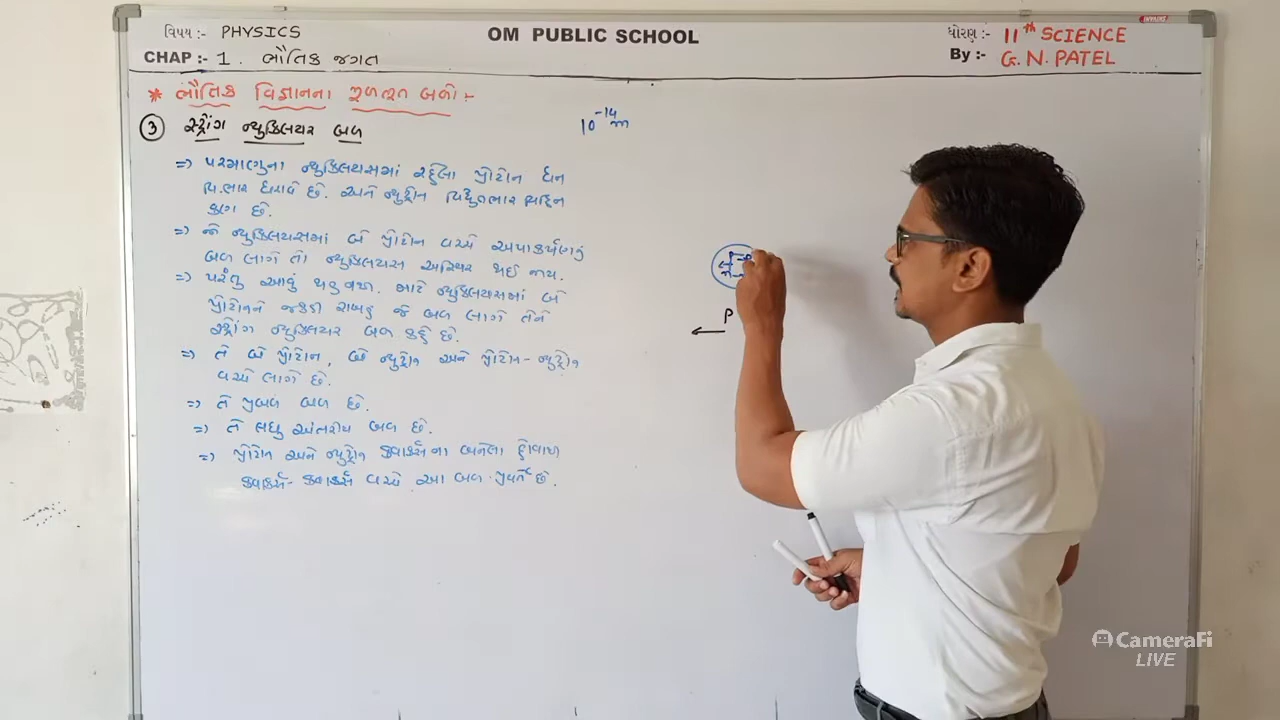 વિષય :- PHYSICS
OM PUBLIC SCHOOL
ધોરણ :- 11th SCIENCE
CHAP :- 1. ભૌતિક જગત
By :- G. N. PATEL
* ભૌતિક વિજ્ઞાનના મૂળભૂત બળો :-
③ સ્ટ્રોંગ ન્યુક્લિયર બળ
10^-14 m
⇒ પરમાણુના ન્યુક્લિયસમાં રહેલા પ્રોટોન ધન
વિ.ભાર ધરાવે છે. અને ન્યુટ્રોન વિદ્યુતભાર વિહિન
કણ છે.
⇒ જો ન્યુક્લિયસમાં બે પ્રોટોન વચ્ચે અપાકર્ષણનું
બળ લાગે તો ન્યુક્લિયસ અસ્થિર થઈ જાય.
⇒ પરંતુ આવું થતું નથી. માટે ન્યુક્લિયસમાં બે
પ્રોટોનને જકડી રાખતુ જે બળ લાગે તેને
સ્ટ્રોંગ ન્યુક્લિયર બળ કહે છે.
⇒ તે બે પ્રોટોન, બે ન્યુટ્રોન અને પ્રોટોન - ન્યુટ્રોન
વચ્ચે લાગે છે.
⇒ તે પ્રબળ બળ છે.
⇒ તે લઘુ અંતરીય બળ છે.
⇒ પ્રોટોન અને ન્યુટ્રોન ક્વાર્ક્સના બનેલા હોવાથી
ક્વાર્ક્સ - ક્વાર્ક્સ વચ્ચે આ બળ પ્રવર્તે છે.
P
CameraFi
LIVE